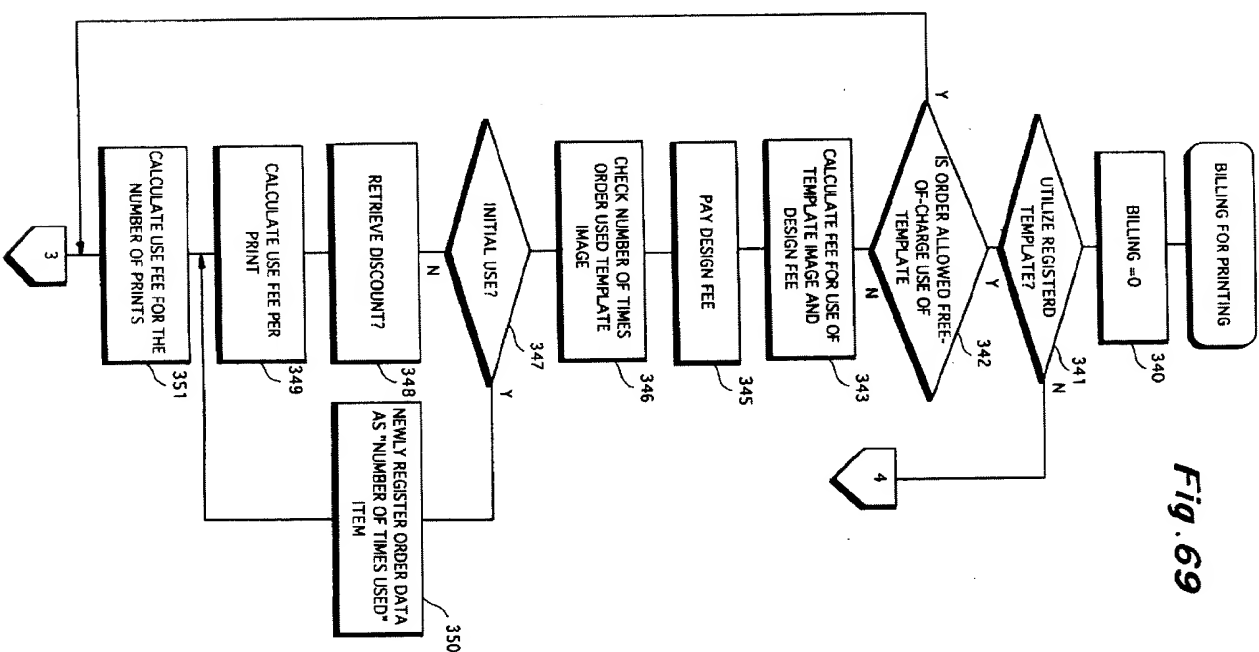 Fig. 69
BILLING FOR PRINTING
BILLING =0
340
UTILIZE REGISTERD
TEMPLATE?
341
N
Y
4
IS ORDER ALLOWED FREE-
OF-CHARGE USE OF
TEMPLATE
342
Y
N
CALCULATE FEE FOR USE OF
TEMPLATE IMAGE AND
DESIGN FEE
343
PAY DESIGN FEE
345
CHECK NUMBER OF TIMES
ORDER USED TEMPLATE
IMAGE
346
INITIAL USE?
347
Y
N
RETRIEVE DISCOUNT?
348
NEWLY REGISTER ORDER DATA
AS "NUMBER OF TIMES USED"
ITEM
350
CALCULATE USE FEE PER
PRINT
349
CALCULATE USE FEE FOR THE
NUMBER OF PRINTS
351
3